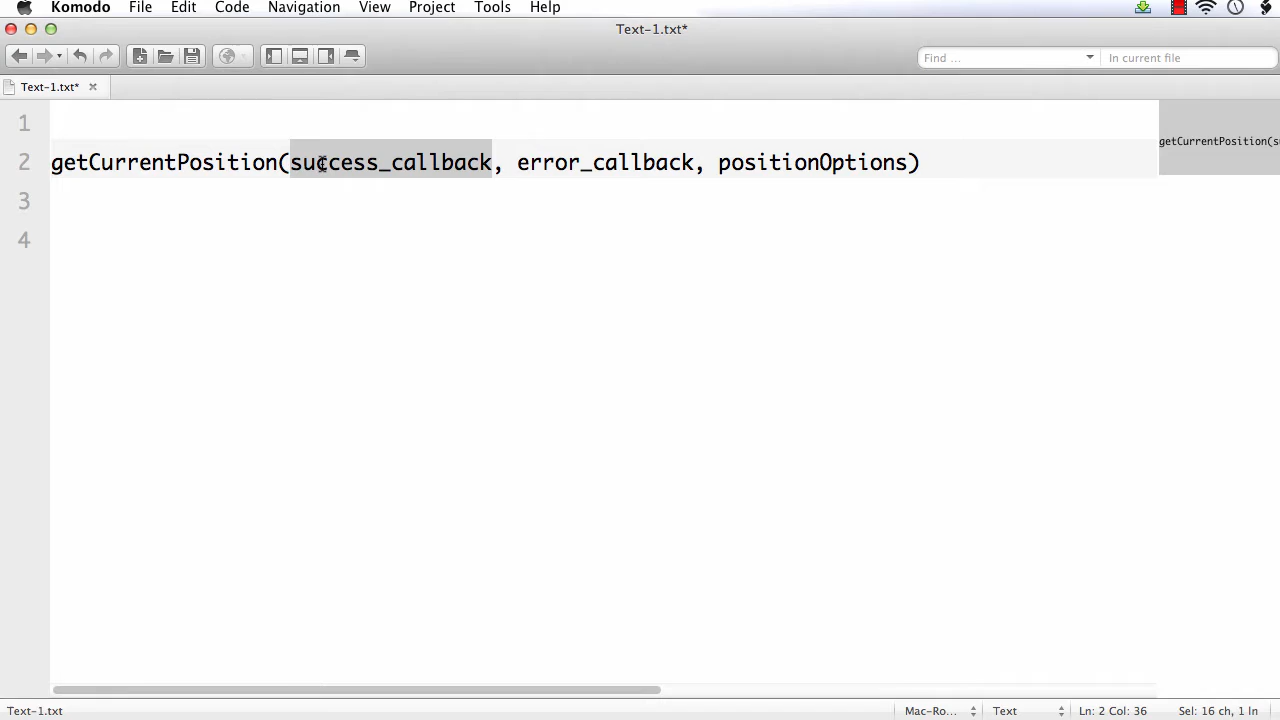 Komodo File Edit Code Navigation View Project Tools Help
Text-1.txt*
Find ... In current file
Text-1.txt*
1
2 getCurrentPosition(success_callback, error_callback, positionOptions)
getCurrentPosition(s
3
4
Text-1.txt Mac-Ro... Text Ln: 2 Col: 36 Sel: 16 ch, 1 ln